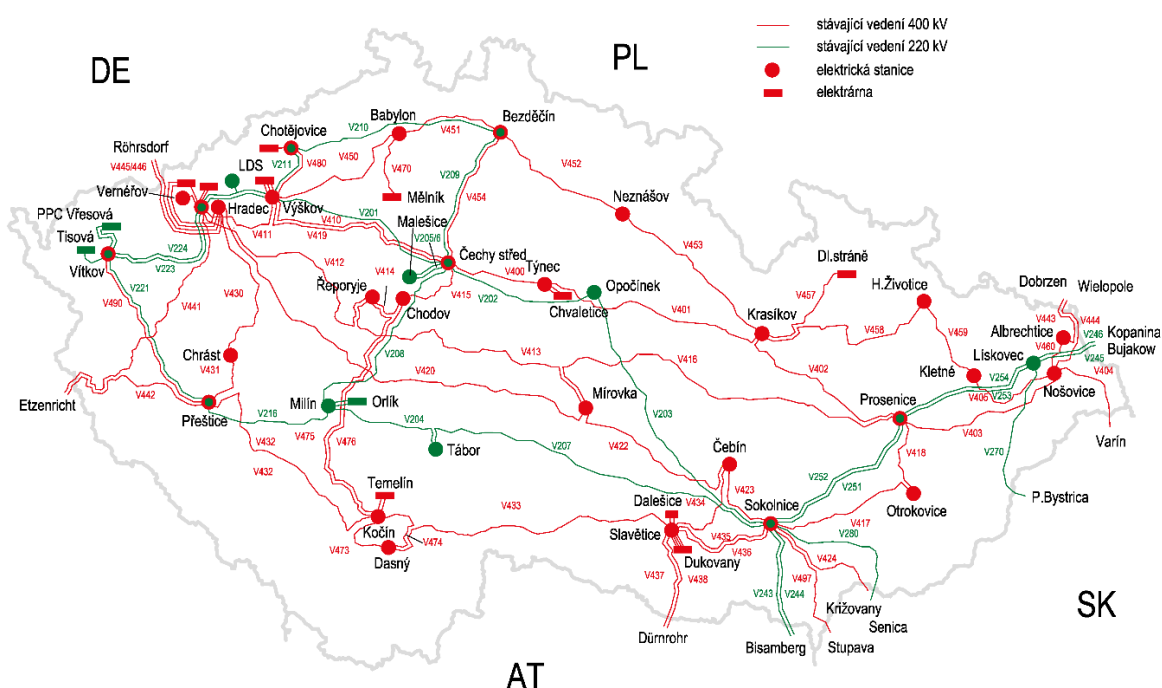 stávající vedení 400 kV
stávající vedení 220 kV
elektrická stanice
elektrárna
DE
PL
Babylon
V451
Bezděčín
V210
Chotějovice
V450
V480
V211
V470
V452
Röhrsdorf
V445/446
LDS
V209
V454
Vernéřov
Mělník
Neznášov
Hradec
Výškov
V201
V410
V419
V411
Malešice
V205/6
PPC Vřesová
Tisová
V224
V223
Vítkov
V453
Čechy střed
V412
V414
V400
Týnec
Dl.stráně
V457
H.Životice
Dobrzen
Wielopole
V221
V490
V441
V430
Řeporyje
Chodov
V415
V202
Chvaletice
Opočínek
V401
Krasíkov
V458
V459
V443
V444
Albrechtice
V460
V246
Kopanina
Bujakow
V245
Liskovec
V404
V208
Chrást
V431
V413
V416
V402
Kletné
V254
V253
V405
Nošovice
V442
V420
Mírovka
Etzenricht
Přeštice
V216
Milín
Orlík
V204
V203
Prosenice
V403
Varín
V432
V475
V476
V422
V207
Tábor
Čebín
V418
V270
V432
V423
V252
V251
Temelín
V433
Dalešice
V434
Sokolnice
Otrokovice
P.Bystrica
Kočín
Slavětice
V435
V436
V417
V280
V473
V474
Dasný
Dukovany
V437
V438
V424
V497
V243
V244
Křižovany
Senica
SK
Dürnrohr
Bisamberg
Stupava
AT